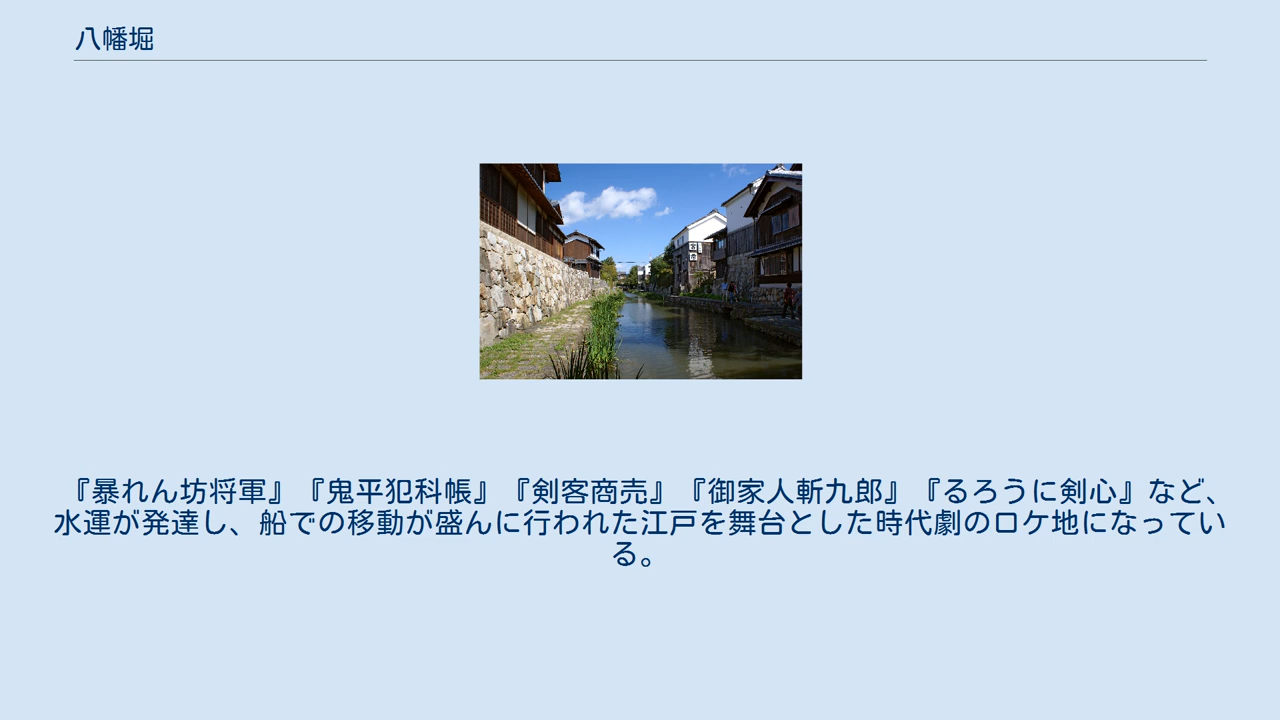 八幡堀
『暴れん坊将軍』『鬼平犯科帳』『剣客商売』『御家人斬九郎』『るろうに剣心』など、
水運が発達し、船での移動が盛んに行われた江戸を舞台とした時代劇のロケ地になってい
る。